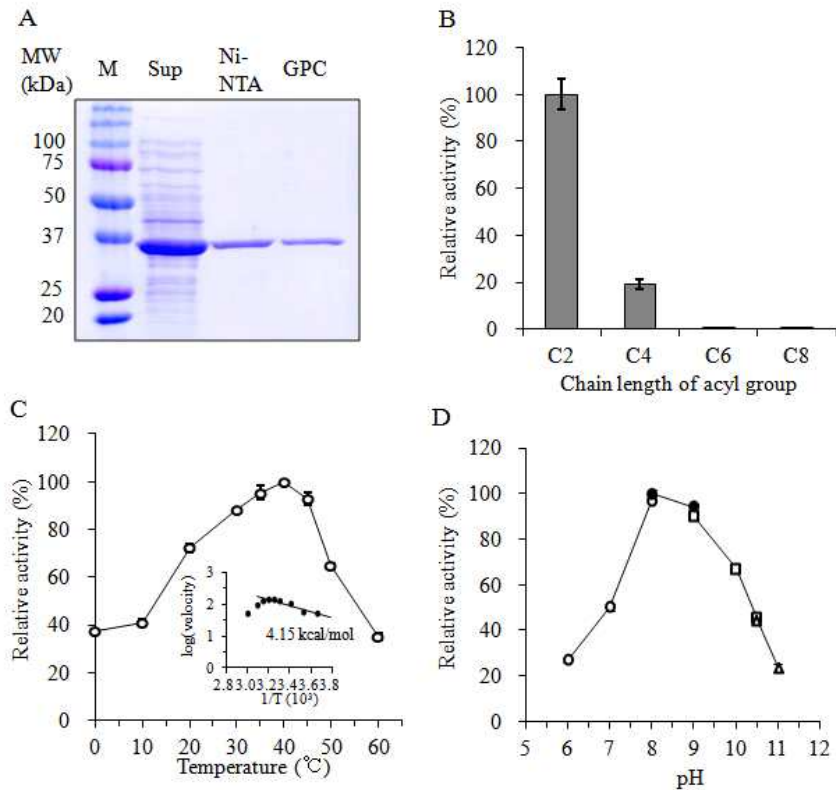 A
MW
(kDa)
M
Sup
Ni-
NTA
GPC
100
75
50
37
25
20
B
Relative activity (%)
120
100
80
60
40
20
0
C2 C4 C6 C8
Chain length of acyl group
C
Relative activity (%)
120
100
80
60
40
20
0
0 10 20 30 40 50 60
Temperature (℃)
log(velocity)
3
2
1
0
4.15 kcal/mol
2.8 3.0 3.2 3.4 3.6 3.8
1/T (10³)
D
Relative activity (%)
120
100
80
60
40
20
0
5 6 7 8 9 10 11 12
pH